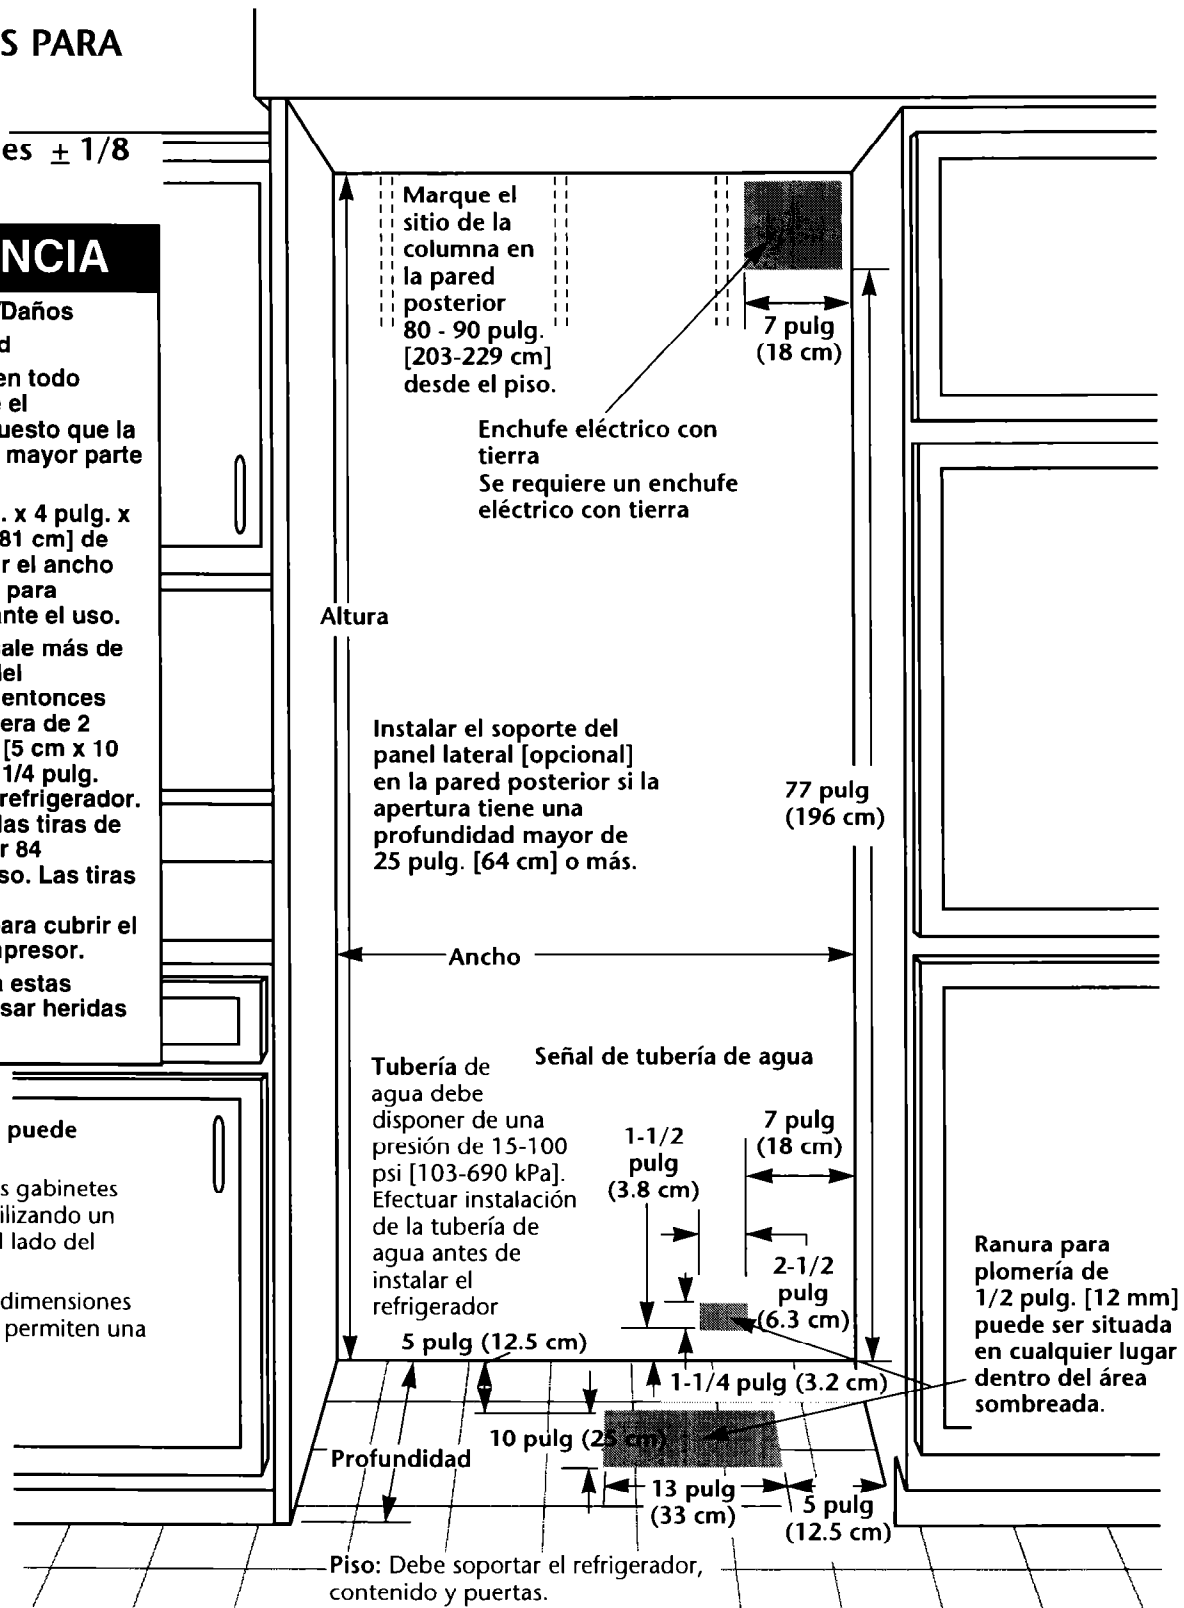 S PARA
es ± 1/8
NCIA
/Daños
d
en todo
e el
uesto que la
mayor parte
. x 4 pulg. x
81 cm] de
r el ancho
para
ante el uso.
ale más de
del
entonces
era de 2
[5 cm x 10
1/4 pulg.
refrigerador.
las tiras de
r 84
so. Las tiras
para cubrir el
presor.
a estas
sar heridas
puede
s gabinetes
ilizando un
l lado del
dimensiones
permiten una
Marque el
sitio de la
columna en
la pared
posterior
80 - 90 pulg.
[203-229 cm]
desde el piso.
7 pulg
(18 cm)
Enchufe eléctrico con
tierra
Se requiere un enchufe
eléctrico con tierra
Altura
Instalar el soporte del
panel lateral [opcional]
en la pared posterior si la
apertura tiene una
profundidad mayor de
25 pulg. [64 cm] o más.
77 pulg
(196 cm)
Ancho
Tubería de
agua debe
disponer de una
presión de 15-100
psi [103-690 kPa].
Efectuar instalación
de la tubería de
agua antes de
instalar el
refrigerador
Señal de tubería de agua
1-1/2
pulg
(3.8 cm)
7 pulg
(18 cm)
2-1/2
pulg
(6.3 cm)
5 pulg (12.5 cm)
1-1/4 pulg (3.2 cm)
Ranura para
plomería de
1/2 pulg. [12 mm]
puede ser situada
en cualquier lugar
dentro del área
sombreada.
10 pulg (25 cm)
Profundidad
13 pulg
(33 cm)
5 pulg
(12.5 cm)
Piso: Debe soportar el refrigerador,
contenido y puertas.